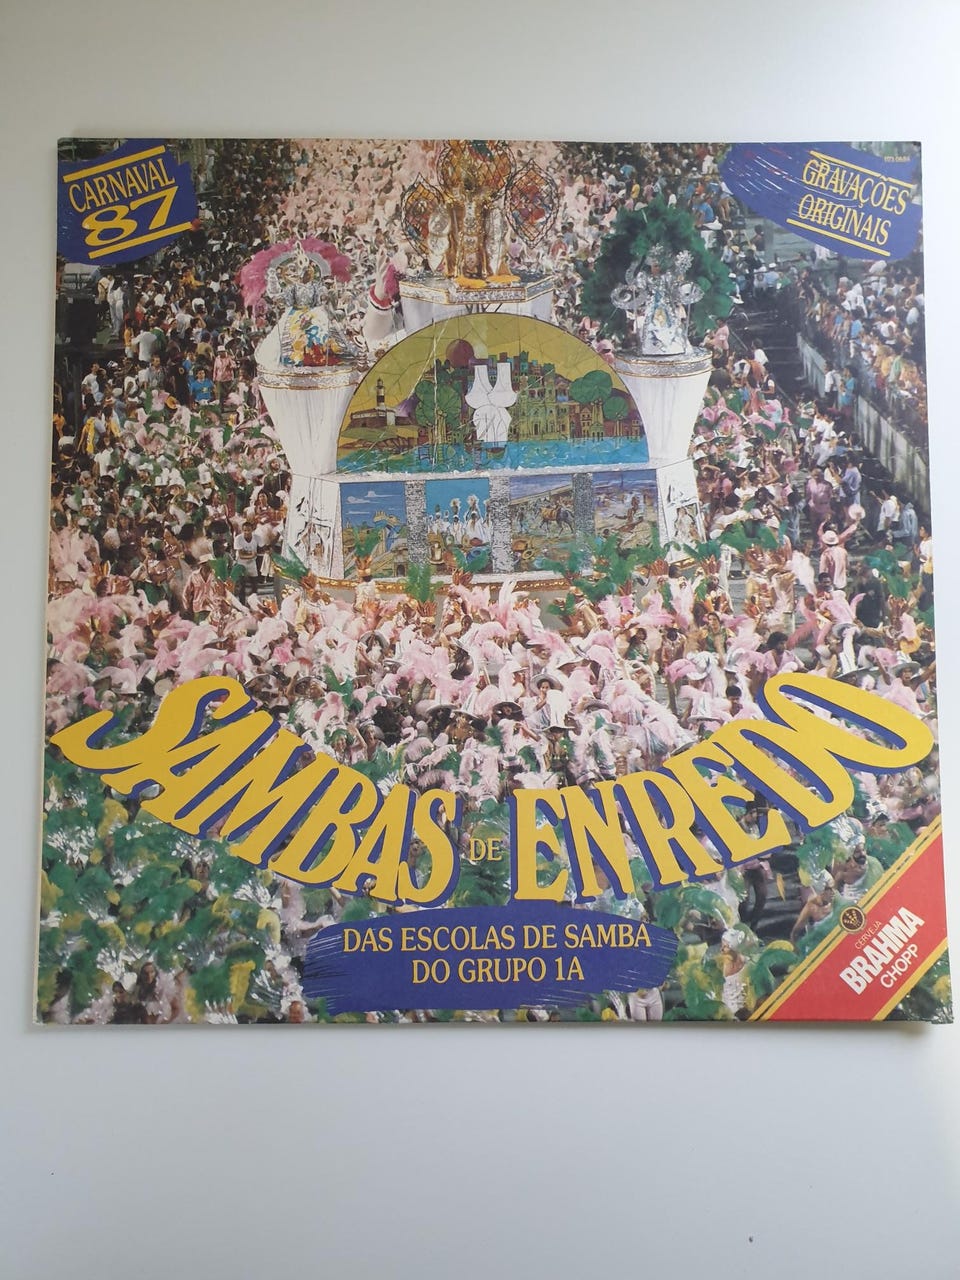 CARNAVAL
87
GRAVAÇÕES
ORIGINAIS
SAMBAS DE ENREDO
DAS ESCOLAS DE SAMBA
DO GRUPO 1A
CERVEJA
BRAHMA
CHOPP